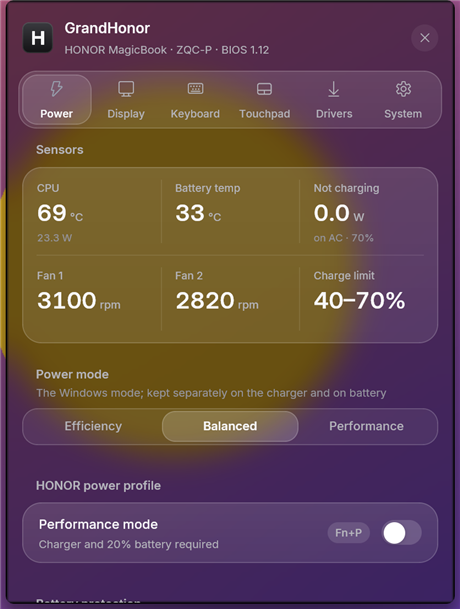 H
GrandHonor
HONOR MagicBook · ZQC-P · BIOS 1.12
Power Display Keyboard Touchpad Drivers System
Sensors
CPU Battery temp Not charging
69 °C 33 °C 0.0 W
23.3 W on AC · 70%
Fan 1 Fan 2 Charge limit
3100 rpm 2820 rpm 40–70%
Power mode
The Windows mode; kept separately on the charger and on battery
Efficiency Balanced Performance
HONOR power profile
Performance mode
Fn+P
Charger and 20% battery required
Battery protection